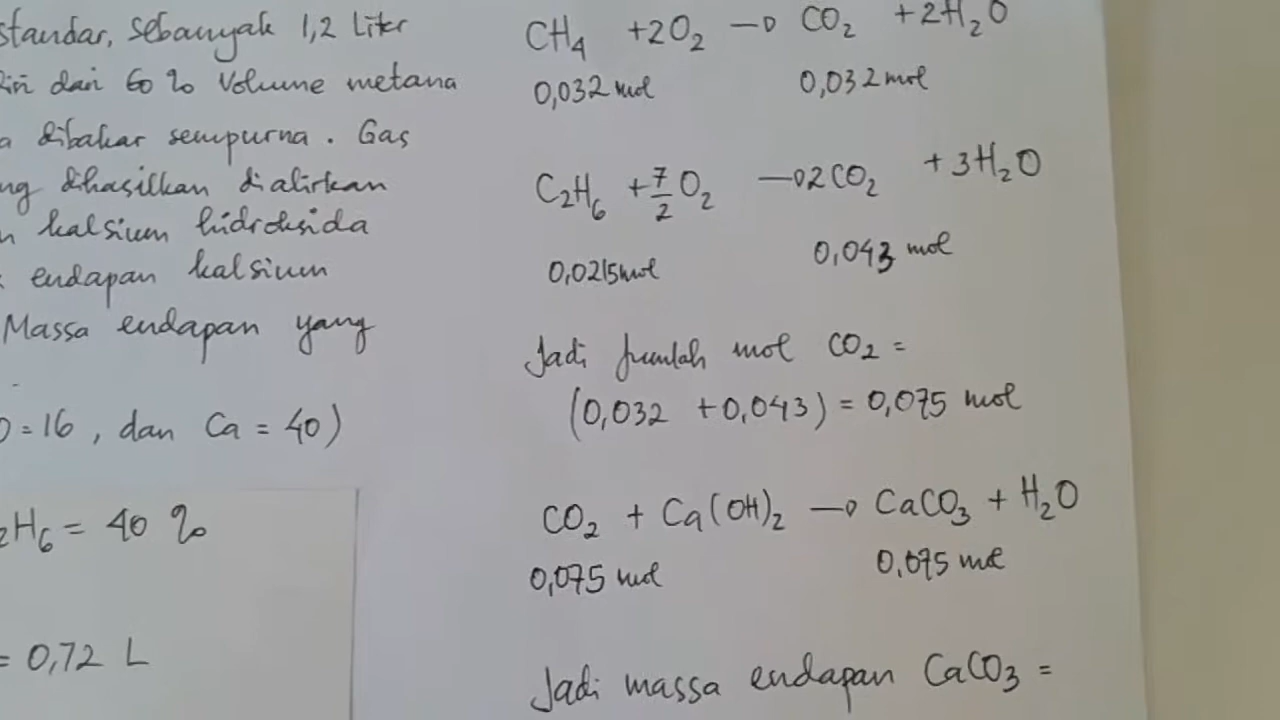 standar, sebanyak 1,2 liter
dari 60 % volume metana
dibakar sempurna. Gas
dihasilkan dialirkan
kalsium hidroksida
endapan kalsium
Massa endapan yang
O = 16, dan Ca = 40)
2H6 = 40 %
= 0,72 L
CH4 + 2O2 → CO2 + 2H2O
0,032 mol 0,032 mol
C2H6 + 7/2 O2 → 2CO2 + 3H2O
0,0215 mol 0,043 mol
Jadi Jumlah mol CO2 =
(0,032 + 0,043) = 0,075 mol
CO2 + Ca(OH)2 → CaCO3 + H2O
0,075 mol 0,075 mol
Jadi massa endapan CaCO3 =